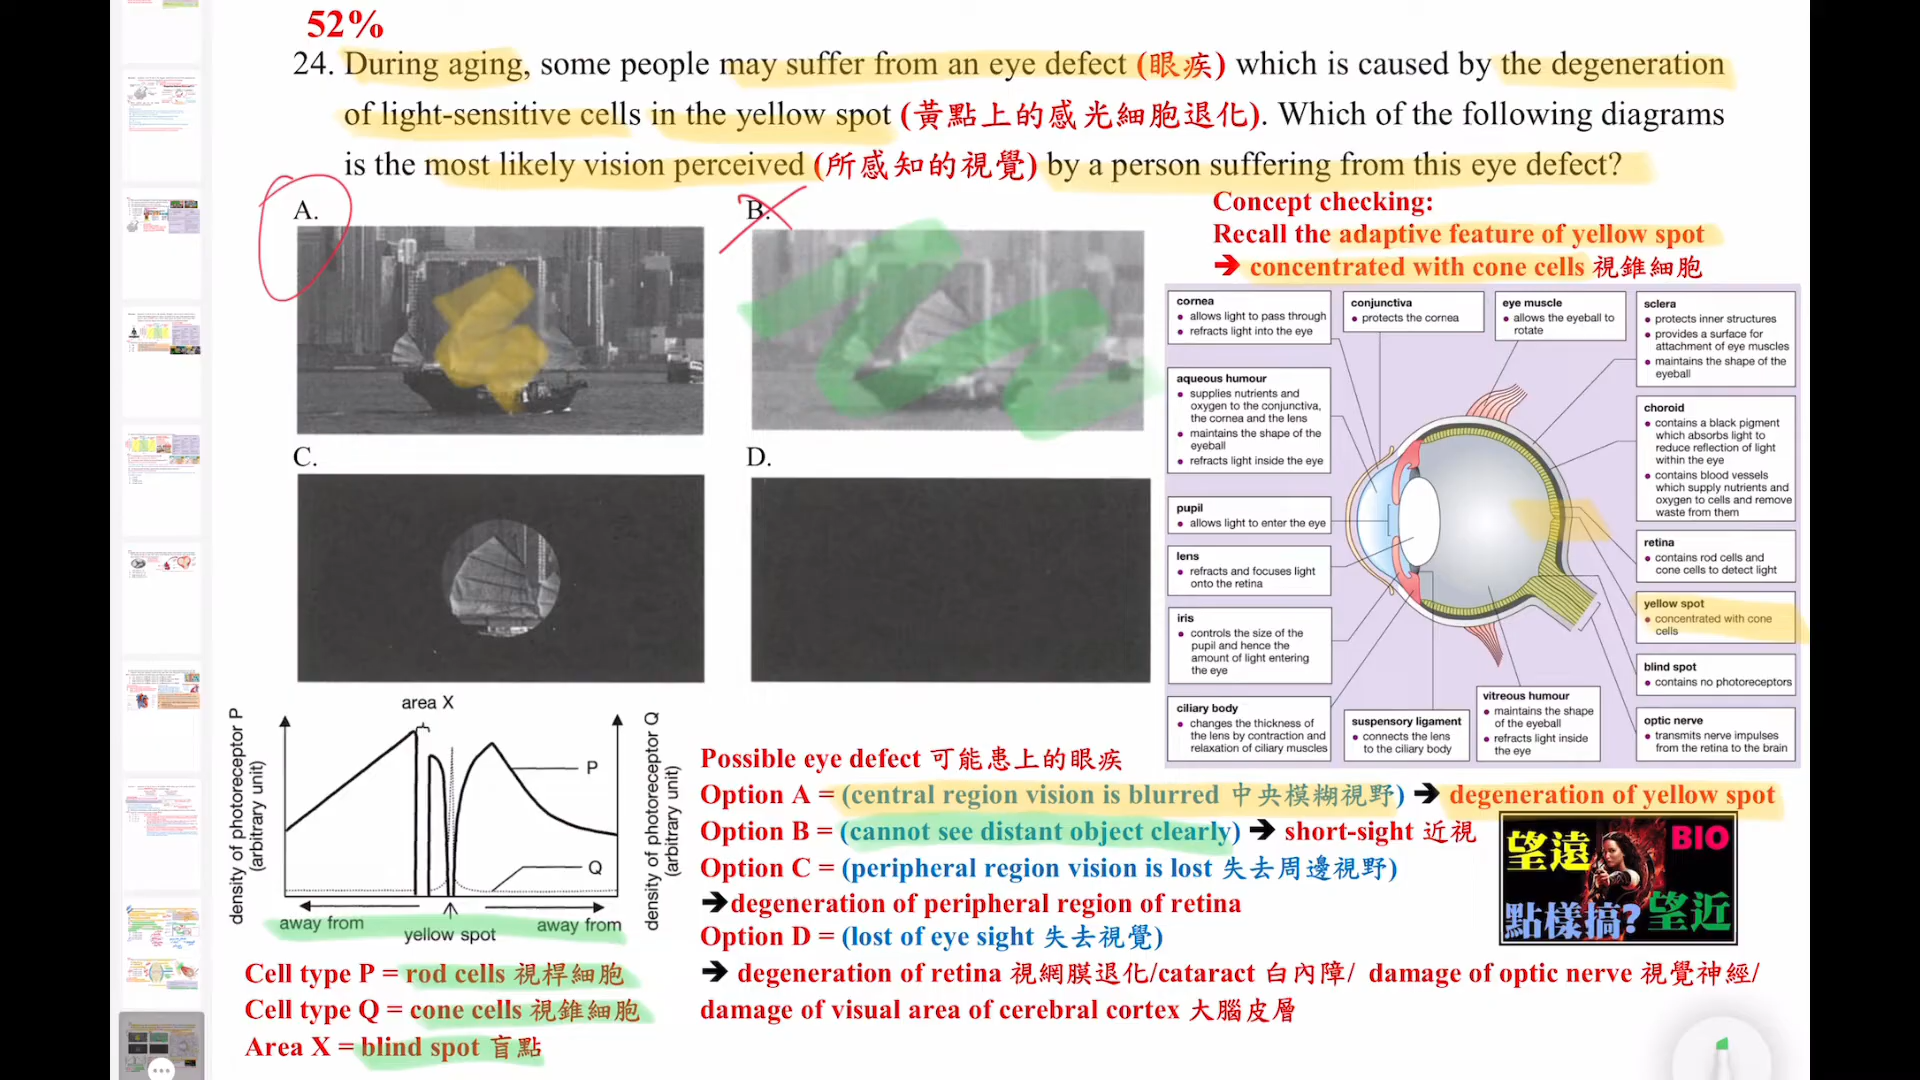 52%
24. During aging, some people may suffer from an eye defect (眼疾) which is caused by the degeneration
of light-sensitive cells in the yellow spot (黃點上的感光細胞退化). Which of the following diagrams
is the most likely vision perceived (所感知的視覺) by a person suffering from this eye defect?
A.
B.
Concept checking:
Recall the adaptive feature of yellow spot
➔ concentrated with cone cells 視錐細胞
C.
D.
cornea
• allows light to pass through
• refracts light into the eye
conjunctiva
• protects the cornea
eye muscle
• allows the eyeball to
rotate
sclera
• protects inner structures
• provides a surface for
attachment of eye muscles
• maintains the shape of the
eyeball
aqueous humour
• supplies nutrients and
oxygen to the conjunctiva,
the cornea and the lens
• maintains the shape of the
eyeball
• refracts light inside the eye
choroid
• contains a black pigment
which absorbs light to
reduce reflection of light
within the eye
• contains blood vessels
which supply nutrients and
oxygen to cells and remove
waste from them
pupil
• allows light to enter the eye
lens
• refracts and focuses light
onto the retina
retina
• contains rod cells and
cone cells to detect light
iris
• controls the size of the
pupil and hence the
amount of light entering
the eye
yellow spot
• concentrated with cone
cells
blind spot
• contains no photoreceptors
ciliary body
• changes the thickness of
the lens by contraction and
relaxation of ciliary muscles
suspensory ligament
• connects the lens
to the ciliary body
vitreous humour
• maintains the shape
of the eyeball
• refracts light inside
the eye
optic nerve
• transmits nerve impulses
from the retina to the brain
area X
density of photoreceptor P
(arbitrary unit)
P
Q
density of photoreceptor Q
(arbitrary unit)
away from
yellow spot
away from
Cell type P = rod cells 視桿細胞
Cell type Q = cone cells 視錐細胞
Area X = blind spot 盲點
Possible eye defect 可能患上的眼疾
Option A = (central region vision is blurred 中央模糊視野) ➔ degeneration of yellow spot
Option B = (cannot see distant object clearly) ➔ short-sight 近視
Option C = (peripheral region vision is lost 失去周邊視野)
➔degeneration of peripheral region of retina
Option D = (lost of eye sight 失去視覺)
➔ degeneration of retina 視網膜退化/cataract 白內障/ damage of optic nerve 視覺神經/
damage of visual area of cerebral cortex 大腦皮層
望遠
BIO
點樣搞?
望近